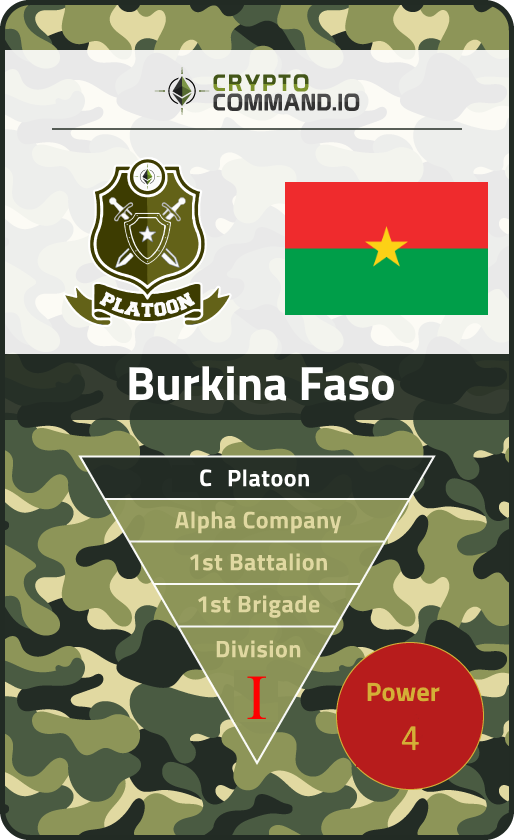 CRYPTO
COMMAND.IO
PLATOON
Burkina Faso
C Platoon
Alpha Company
1st Battalion
1st Brigade
Division
I
Power
4